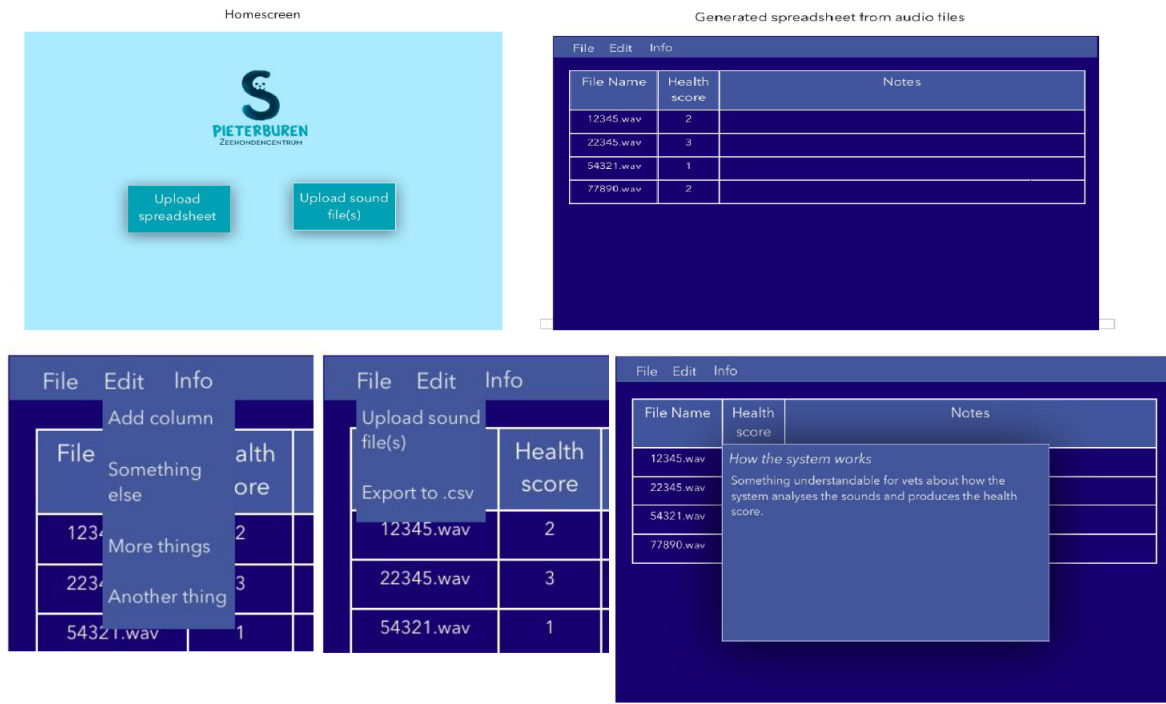 Homescreen
PIETERBUREN
ZEEHONDENCENTRUM
Upload
spreadsheet
Upload sound
file(s)
Generated spreadsheet from audio files
File Edit Info
File Name Health Notes
score
12345.wav 2
22345.wav 3
54321.wav 1
77890.wav 2
File Edit Info
Add column
File alth
Something
else ore
1234 2
More things
2234 3
Another thing
54321.wav 1
File Edit Info
Upload sound
file(s)
Health
score
Export to .csv
12345.wav 2
22345.wav 3
54321.wav 1
File Edit Info
File Name Health Notes
score
12345.wav
22345.wav
54321.wav
77890.wav
How the system works
Something understandable for vets about how the
system analyses the sounds and produces the health
score.